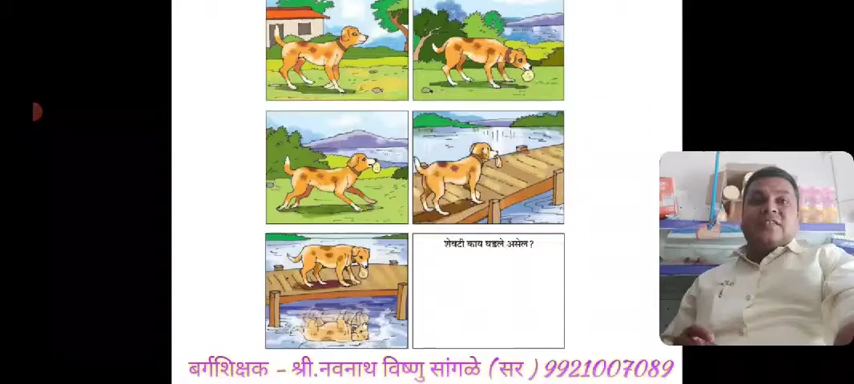 शेवटी काय घडले असेल?
वर्गशिक्षक - श्री.नवनाथ विष्णु सांगळे (सर ) 9921007089